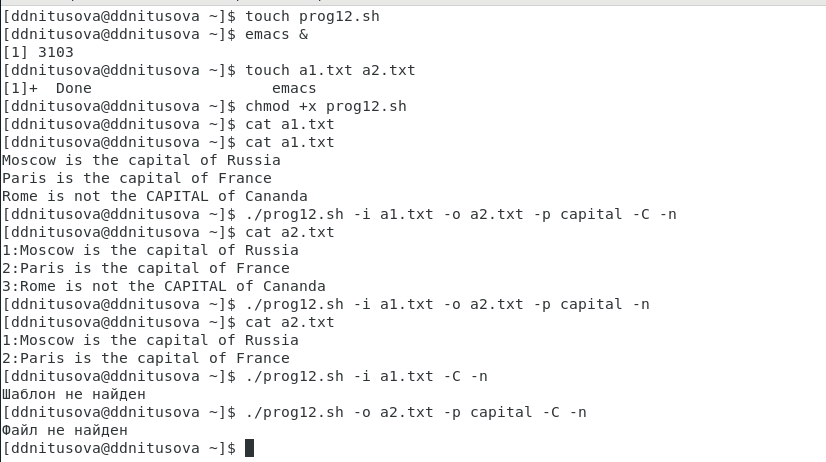 [ddnitusova@ddnitusova ~]$ touch prog12.sh
[ddnitusova@ddnitusova ~]$ emacs &
[1] 3103
[ddnitusova@ddnitusova ~]$ touch a1.txt a2.txt
[1]+  Done                    emacs
[ddnitusova@ddnitusova ~]$ chmod +x prog12.sh
[ddnitusova@ddnitusova ~]$ cat a1.txt
[ddnitusova@ddnitusova ~]$ cat a1.txt
Moscow is the capital of Russia
Paris is the capital of France
Rome is not the CAPITAL of Cananda
[ddnitusova@ddnitusova ~]$ ./prog12.sh -i a1.txt -o a2.txt -p capital -C -n
[ddnitusova@ddnitusova ~]$ cat a2.txt
1:Moscow is the capital of Russia
2:Paris is the capital of France
3:Rome is not the CAPITAL of Cananda
[ddnitusova@ddnitusova ~]$ ./prog12.sh -i a1.txt -o a2.txt -p capital -n
[ddnitusova@ddnitusova ~]$ cat a2.txt
1:Moscow is the capital of Russia
2:Paris is the capital of France
[ddnitusova@ddnitusova ~]$ ./prog12.sh -i a1.txt -C -n
Шаблон не найден
[ddnitusova@ddnitusova ~]$ ./prog12.sh -o a2.txt -p capital -C -n
Файл не найден
[ddnitusova@ddnitusova ~]$